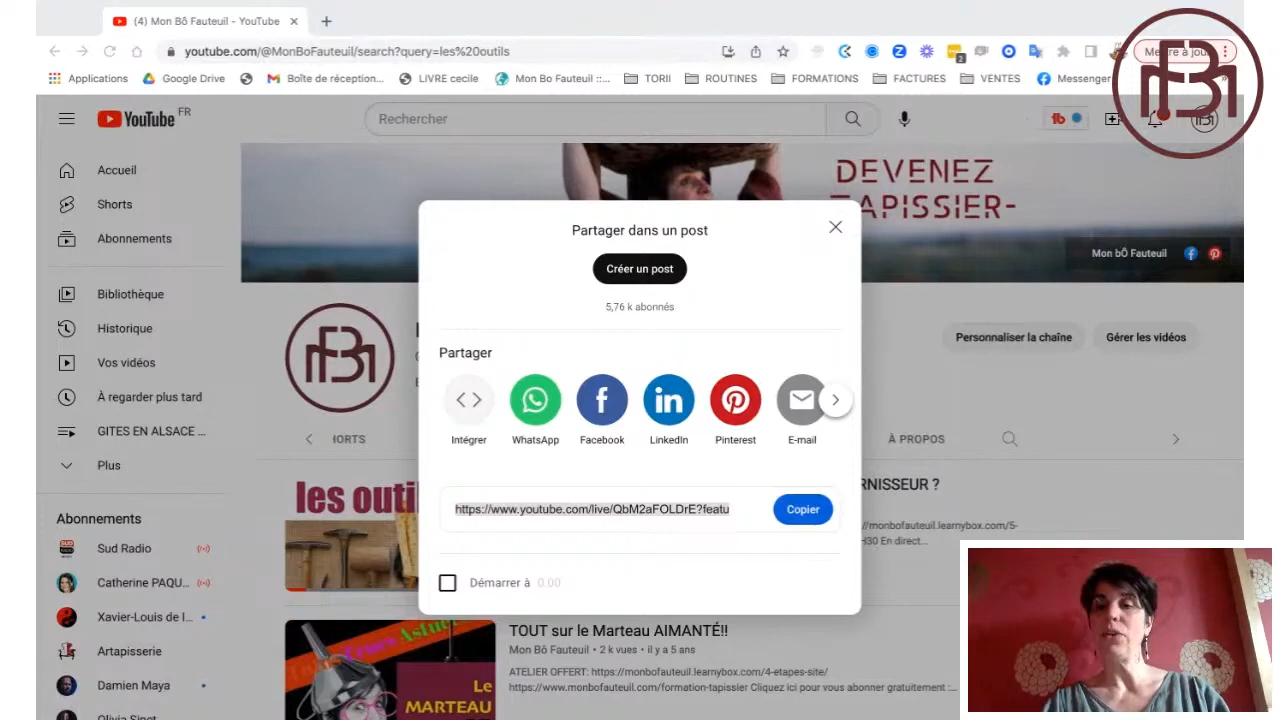 (4) Mon Bô Fauteuil - YouTube
youtube.com/@MonBoFauteuil/search?query=les%20outils
Applications
Google Drive
Boîte de réception...
LIVRE cecile
Mon Bo Fauteuil ::...
TORII
ROUTINES
FORMATIONS
FACTURES
VENTES
Messenger
YouTube FR
Rechercher
Accueil
Shorts
Abonnements
Bibliothèque
Historique
Vos vidéos
À regarder plus tard
GITES EN ALSACE ...
Plus
Abonnements
Sud Radio
Catherine PAQU...
Xavier-Louis de l...
Artapisserie
Damien Maya
Olivia Sinet
DEVENEZ
TAPISSIER-
Mon bÔ Fauteuil
Personnaliser la chaîne
Gérer les vidéos
À PROPOS
Partager dans un post
Créer un post
5,76 k abonnés
Partager
Intégrer
WhatsApp
Facebook
LinkedIn
Pinterest
E-mail
https://www.youtube.com/live/QbM2aFOLDrE?featu
Copier
Démarrer à 0:00
les
TOUT sur le Marteau AIMANTÉ!!
Mon Bô Fauteuil • 2 k vues • il y a 5 ans
ATELIER OFFERT: https://monbofauteuil.learnybox.com/4-etapes-site/
https://www.monbofauteuil.com/formation-tapissier Cliquez ici pour vous abonner gratuitement :...
Le
MARTEAU